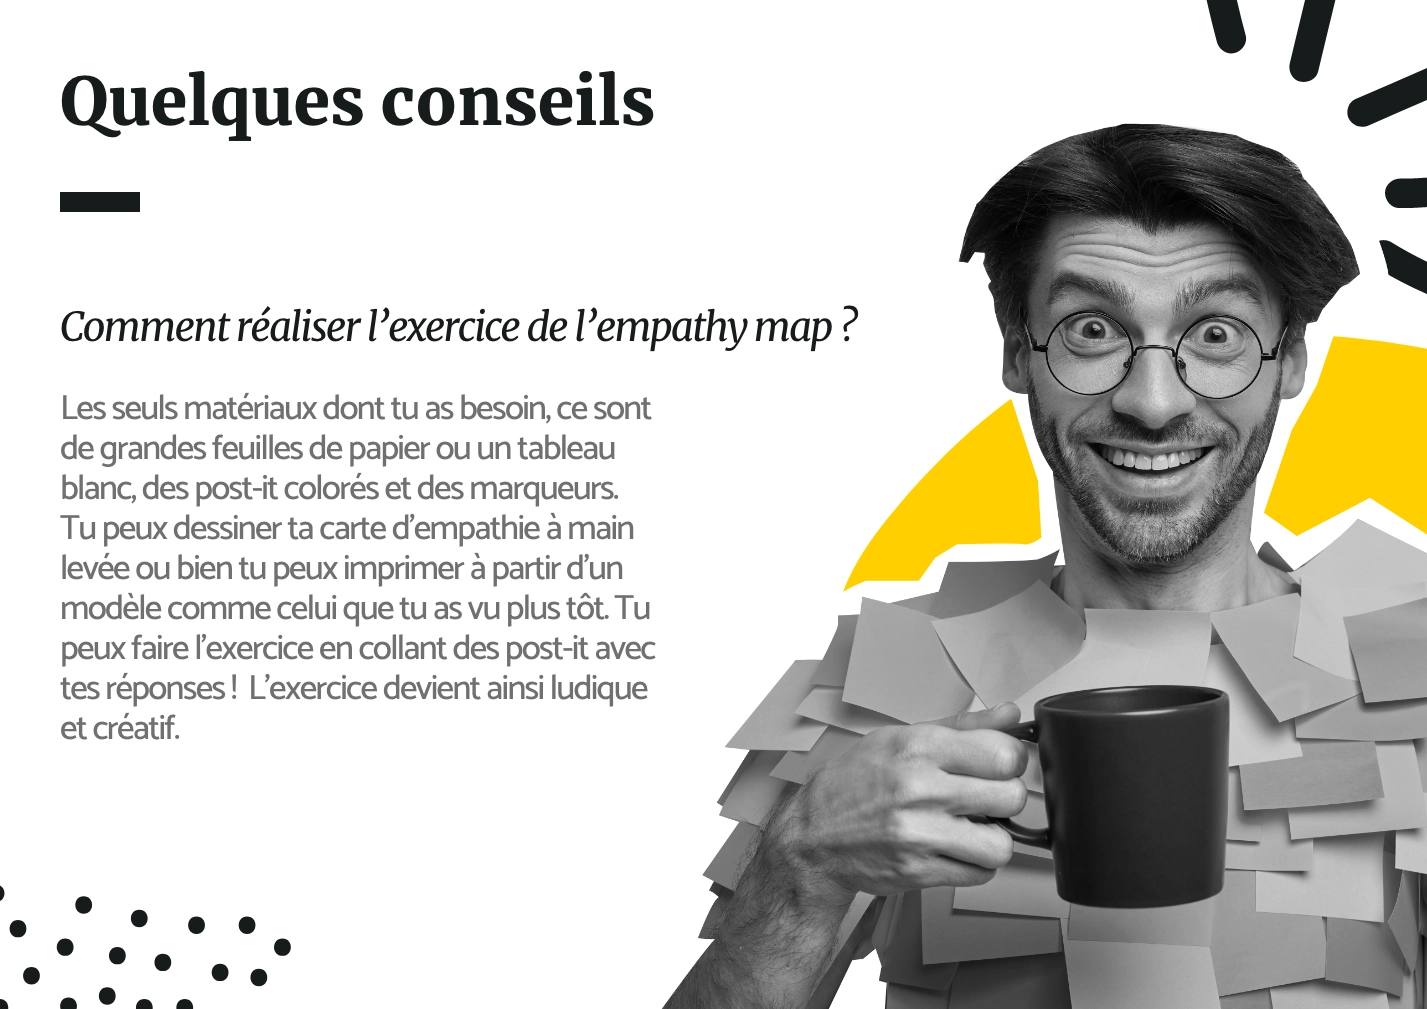 Quelques conseils
Comment réaliser l’exercice de l’empathy map ?
Les seuls matériaux dont tu as besoin, ce sont
de grandes feuilles de papier ou un tableau
blanc, des post-it colorés et des marqueurs.
Tu peux dessiner ta carte d’empathie à main
levée ou bien tu peux imprimer à partir d’un
modèle comme celui que tu as vu plus tôt. Tu
peux faire l’exercice en collant des post-it avec
tes réponses !  L’exercice devient ainsi ludique
et créatif.